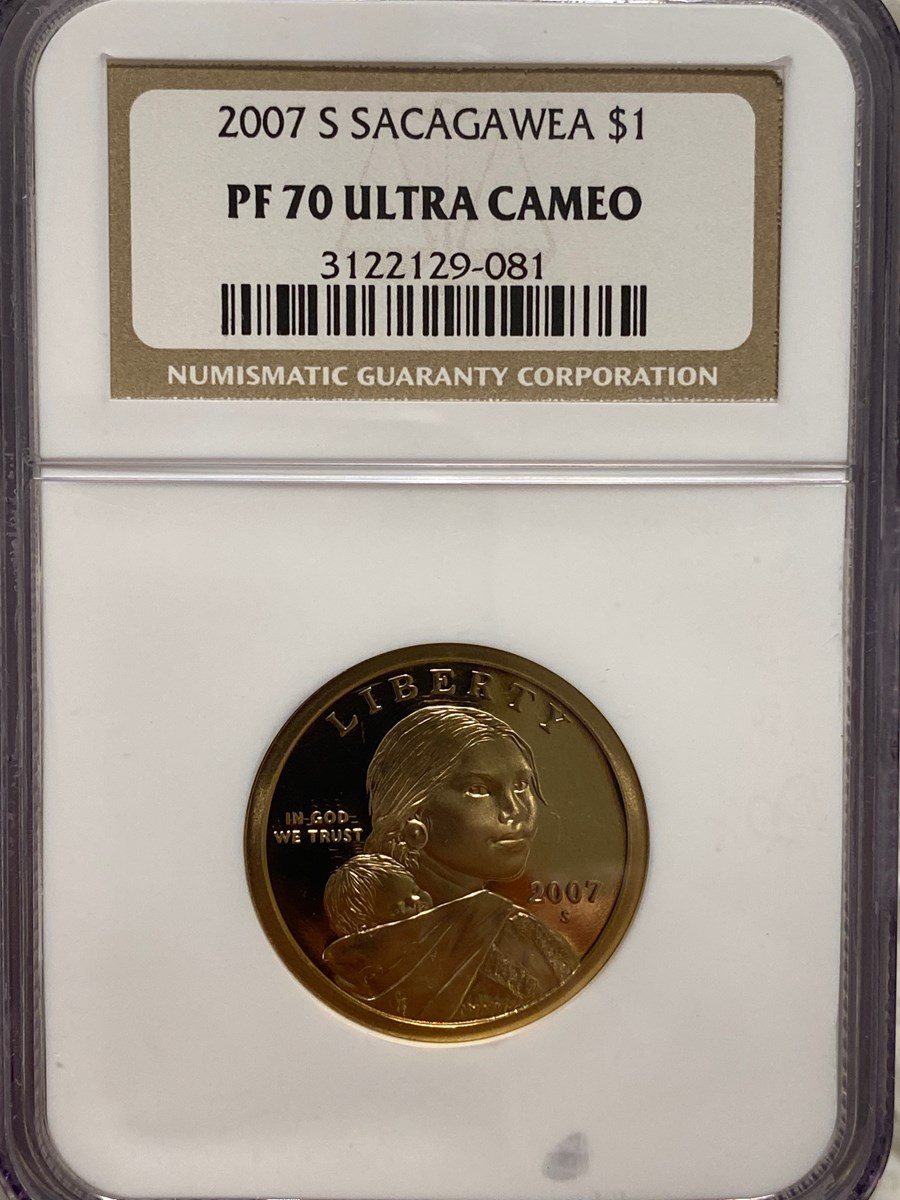 2007 S SACAGAWEA $1
PF 70 ULTRA CAMEO
3122129-081
NUMISMATIC GUARANTY CORPORATION
LIBERTY
IN GOD
WE TRUST
2007
S